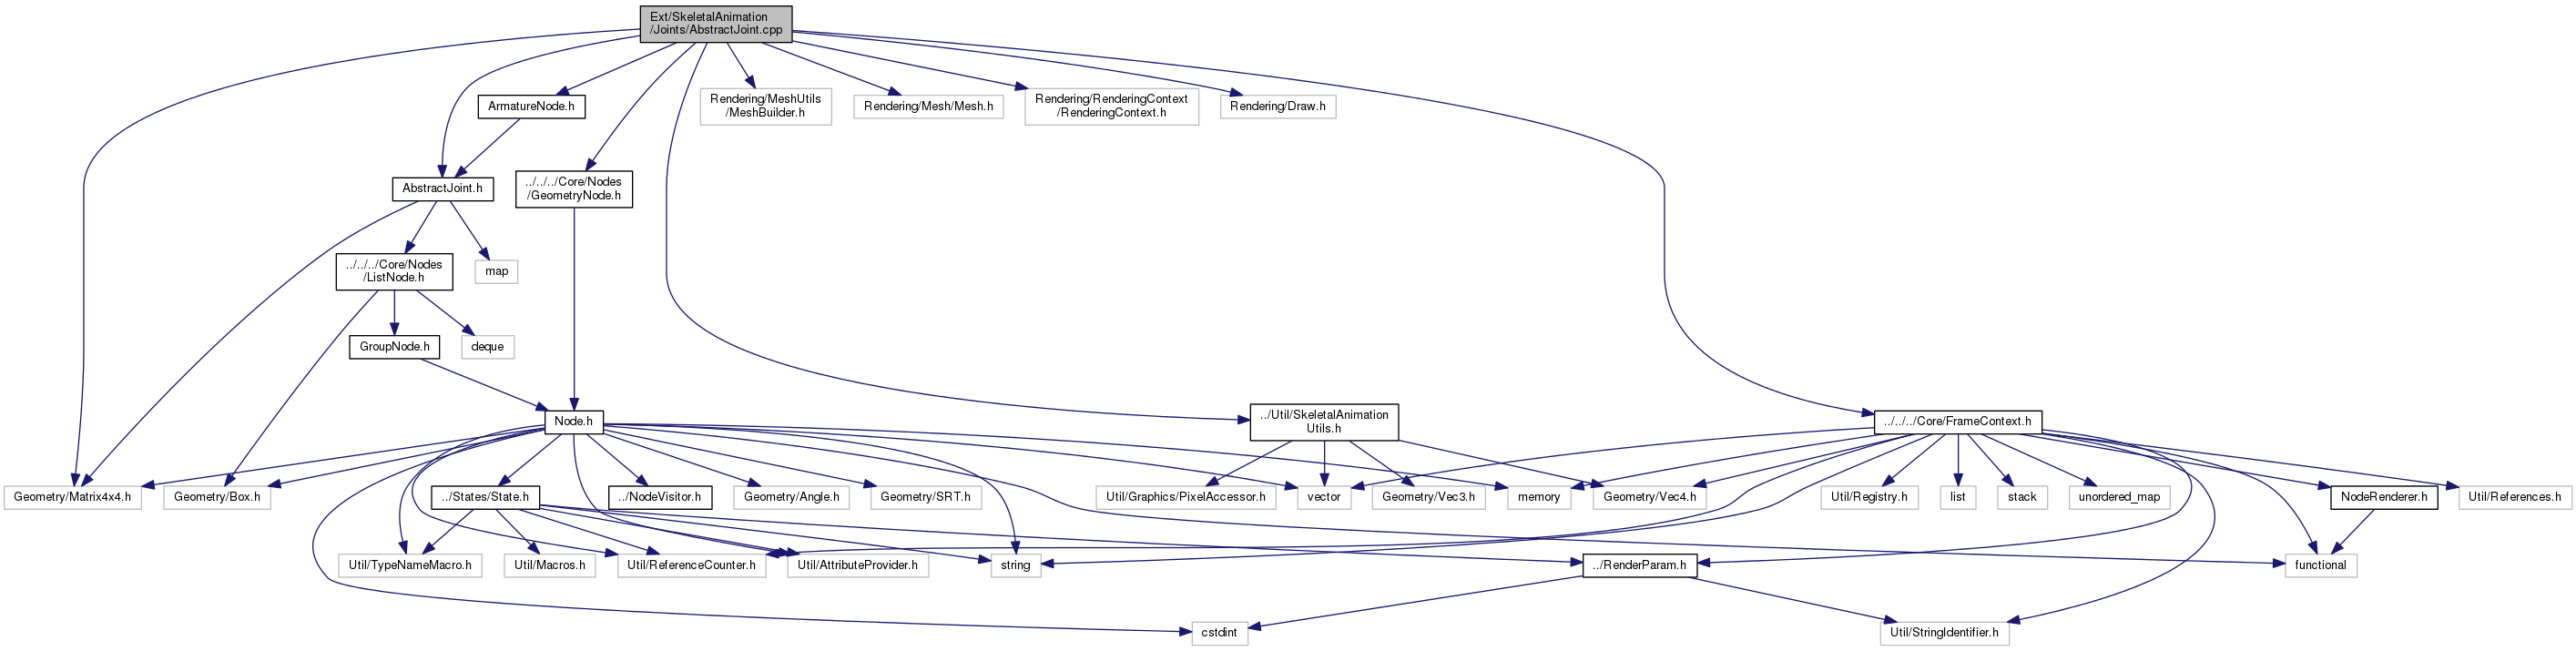 Ext/SkeletalAnimation
/Joints/AbstractJoint.cpp
ArmatureNode.h
Rendering/MeshUtils
/MeshBuilder.h
Rendering/Mesh/Mesh.h
Rendering/RenderingContext
/RenderingContext.h
Rendering/Draw.h
AbstractJoint.h
../../../Core/Nodes
/GeometryNode.h
../../../Core/Nodes
/ListNode.h
map
GroupNode.h
deque
Node.h
../Util/SkeletalAnimation
Utils.h
../../../Core/FrameContext.h
Geometry/Matrix4x4.h
Geometry/Box.h
../States/State.h
../NodeVisitor.h
Geometry/Angle.h
Geometry/SRT.h
Util/Graphics/PixelAccessor.h
vector
Geometry/Vec3.h
memory
Geometry/Vec4.h
Util/Registry.h
list
stack
unordered_map
NodeRenderer.h
Util/References.h
Util/TypeNameMacro.h
Util/Macros.h
Util/ReferenceCounter.h
Util/AttributeProvider.h
string
../RenderParam.h
functional
cstdint
Util/StringIdentifier.h